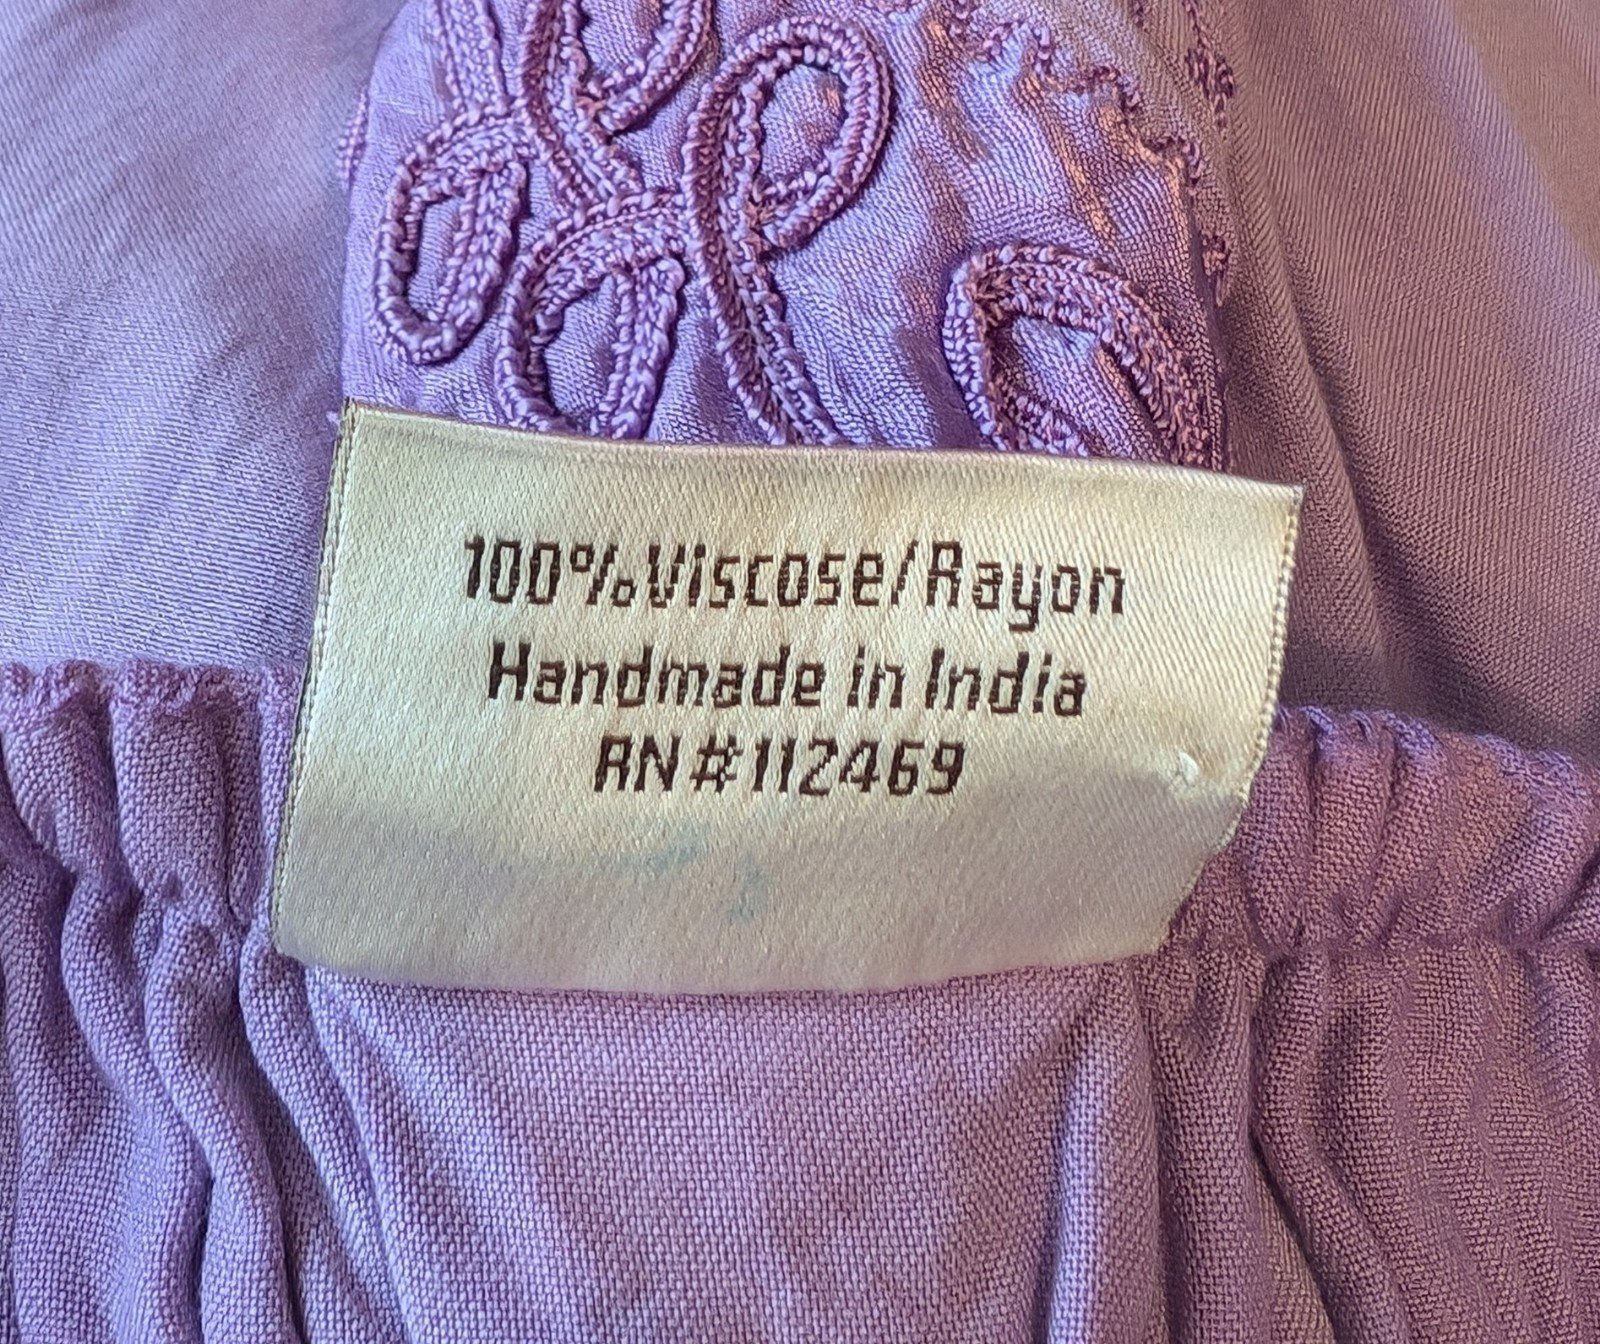 100% Viscose/Rayon
Handmade in India
RN #112469